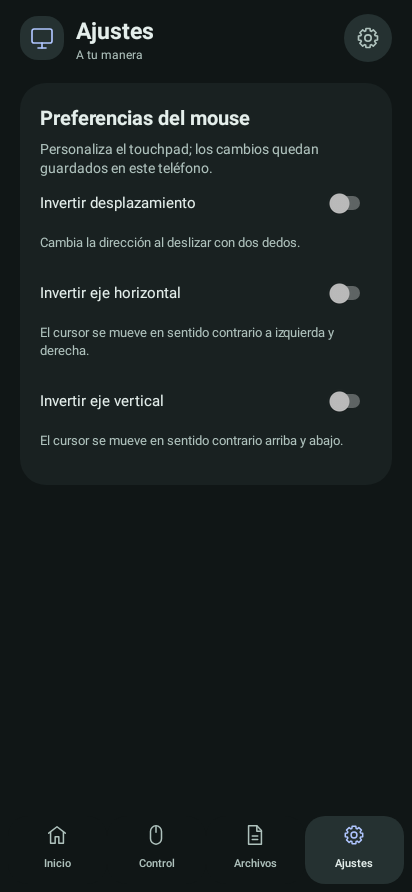 Ajustes
A tu manera
Preferencias del mouse
Personaliza el touchpad; los cambios quedan
guardados en este teléfono.
Invertir desplazamiento
Cambia la dirección al deslizar con dos dedos.
Invertir eje horizontal
El cursor se mueve en sentido contrario a izquierda y
derecha.
Invertir eje vertical
El cursor se mueve en sentido contrario arriba y abajo.
Inicio
Control
Archivos
Ajustes